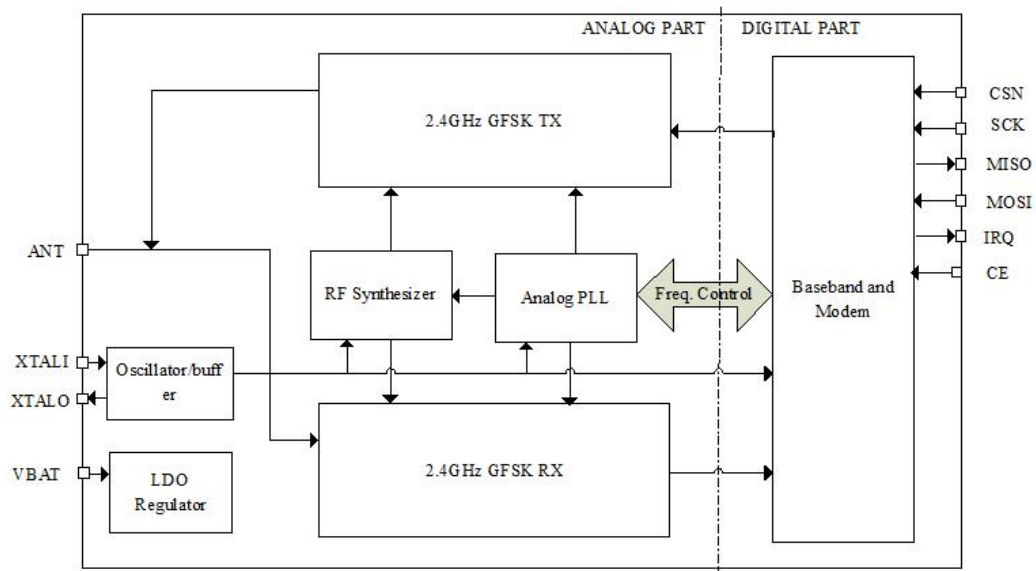 ANALOG PART
DIGITAL PART
2.4GHz GFSK TX
CSN
SCK
MISO
MOSI
IRQ
CE
ANT
RF Synthesizer
Analog PLL
Freq. Control
Baseband and
Modem
XTALI
XTALO
Oscillator/buff
er
VBAT
LDO
Regulator
2.4GHz GFSK RX